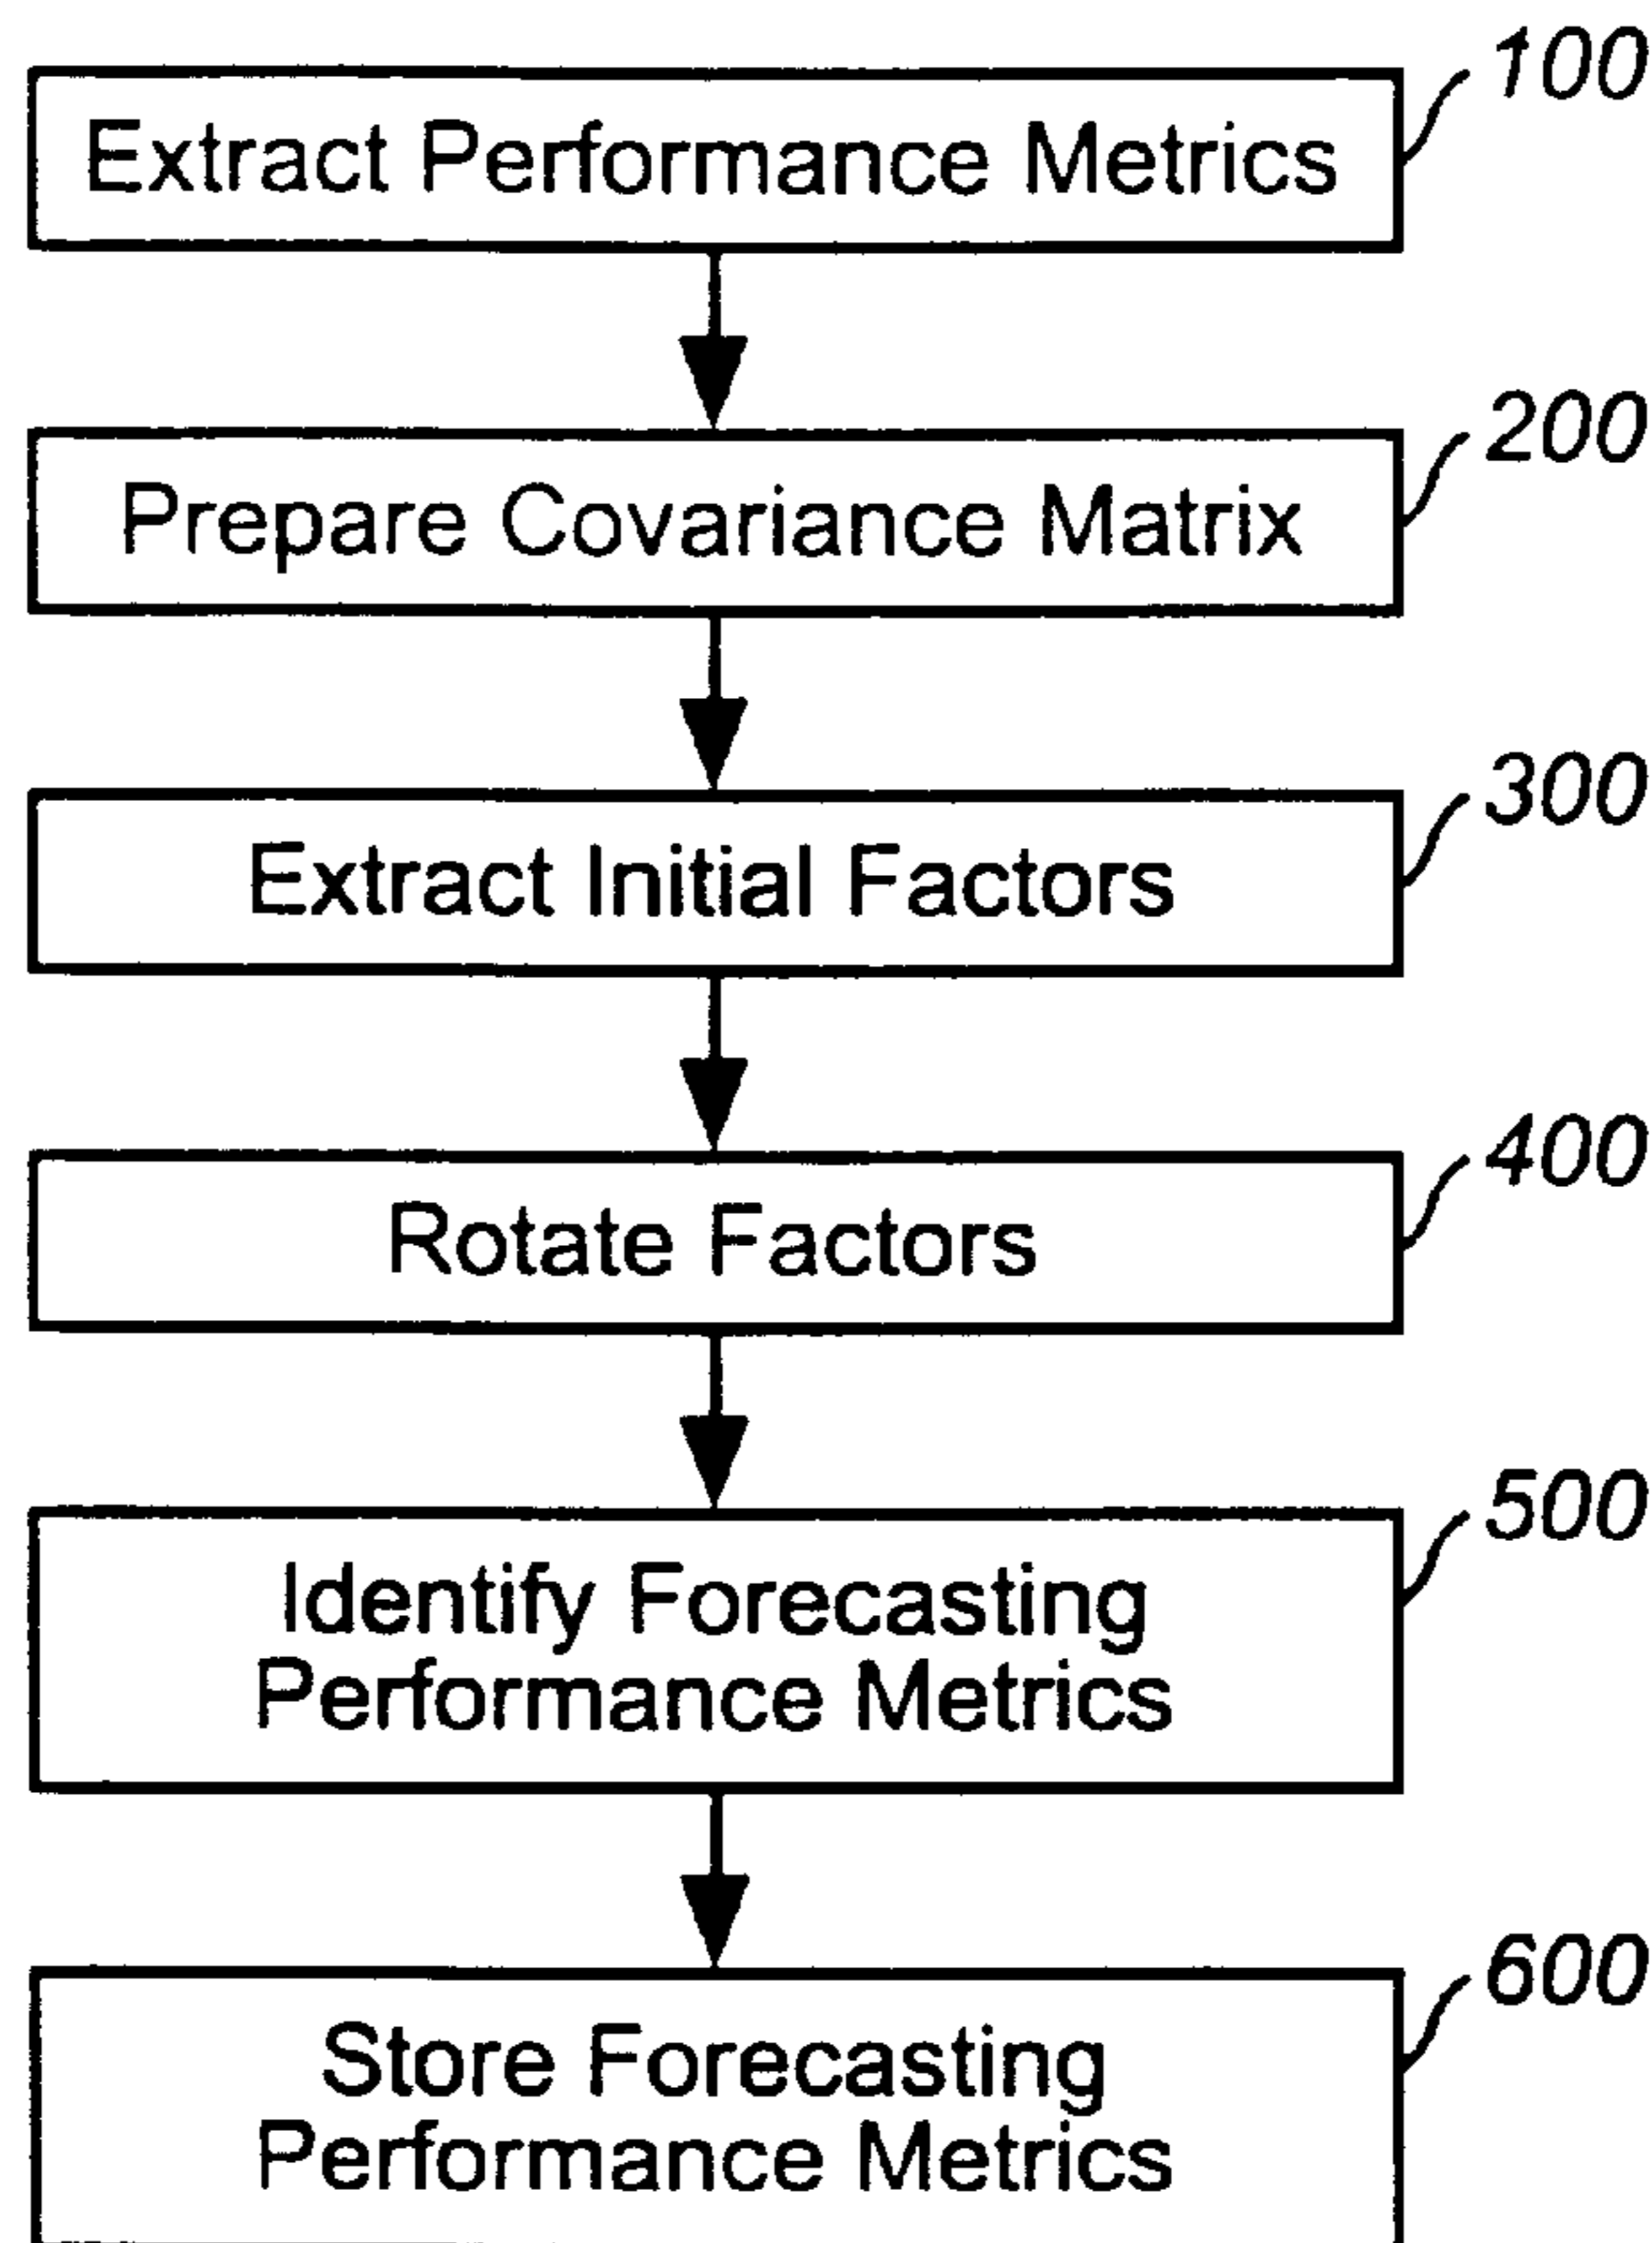 100
Extract Performance Metrics
200
Prepare Covariance Matrix
300
Extract Initial Factors
400
Rotate Factors
500
Identify Forecasting
Performance Metrics
600
Store Forecasting
Performance Metrics